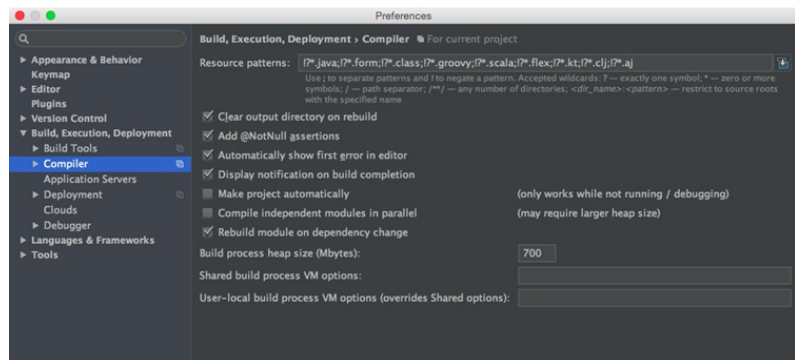 Preferences
Build, Execution, Deployment › Compiler For current project
Appearance & Behavior
Keymap
Editor
Plugins
Version Control
Build, Execution, Deployment
Build Tools
Compiler
Application Servers
Deployment
Clouds
Debugger
Languages & Frameworks
Tools
Resource patterns: !?*.java;!?*.form;!?*.class;!?*.groovy;!?*.scala;!?*.flex;!?*.kt;!?*.clj;!?*.aj
Use ; to separate patterns and ! to negate a pattern. Accepted wildcards: ? — exactly one symbol; * — zero or more
symbols; / — path separator; /**/ — any number of directories; <dir_name>:<pattern> — restrict to source roots
with the specified name
Clear output directory on rebuild
Add @NotNull assertions
Automatically show first error in editor
Display notification on build completion
Make project automatically (only works while not running / debugging)
Compile independent modules in parallel (may require larger heap size)
Rebuild module on dependency change
Build process heap size (Mbytes): 700
Shared build process VM options:
User-local build process VM options (overrides Shared options):